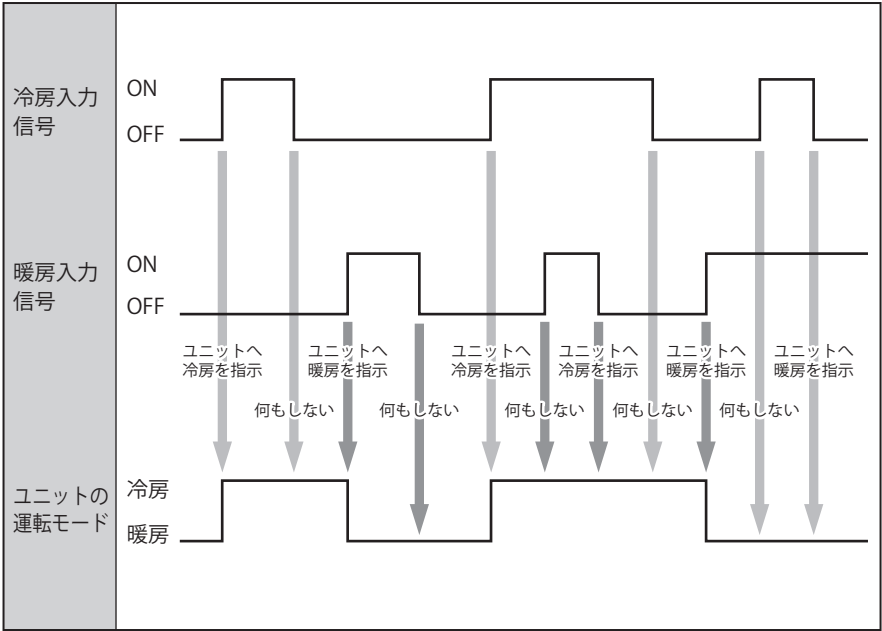 冷房入力
信号
ON
OFF
暖房入力
信号
ON
OFF
ユニットへ
冷房を指示
何もしない
ユニットへ
暖房を指示
何もしない
ユニットへ
冷房を指示
何もしない
ユニットへ
冷房を指示
何もしない
ユニットへ
暖房を指示
何もしない
ユニットへ
暖房を指示
ユニットの
運転モード
冷房
暖房